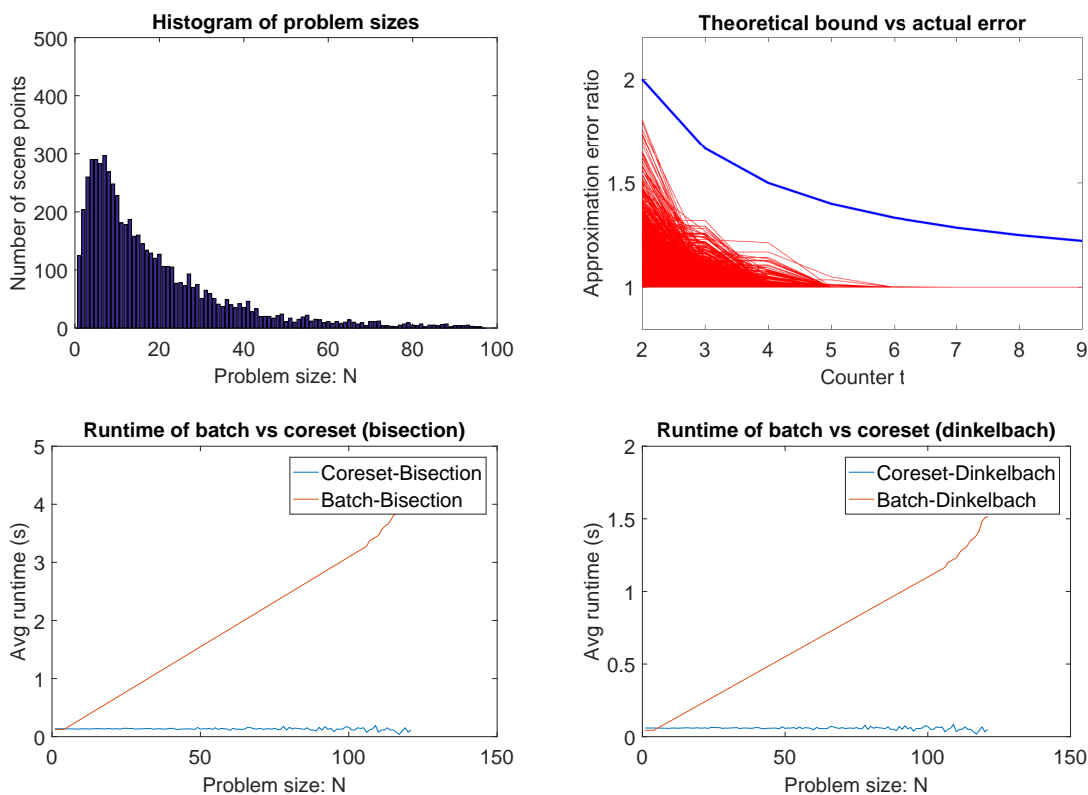 Histogram of problem sizes
Number of scene points
500
400
300
200
100
0
0 20 40 60 80 100
Problem size: N
Theoretical bound vs actual error
Approximation error ratio
2
1.5
1
2 3 4 5 6 7 8 9
Counter t
Runtime of batch vs coreset (bisection)
Avg runtime (s)
5
4
3
2
1
0
Coreset-Bisection
Batch-Bisection
0 50 100 150
Problem size: N
Runtime of batch vs coreset (dinkelbach)
Avg runtime (s)
2
1.5
1
0.5
0
Coreset-Dinkelbach
Batch-Dinkelbach
0 50 100 150
Problem size: N